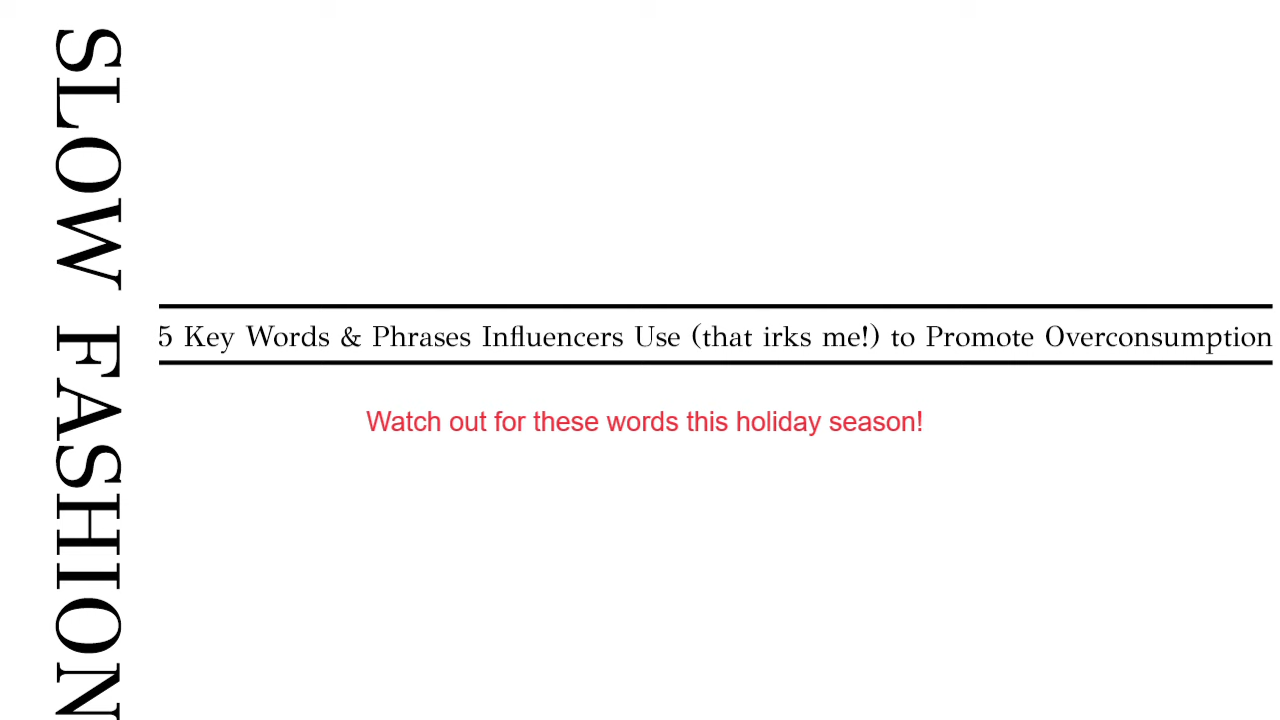 SLOW FASHION
5 Key Words & Phrases Influencers Use (that irks me!) to Promote Overconsumption
Watch out for these words this holiday season!